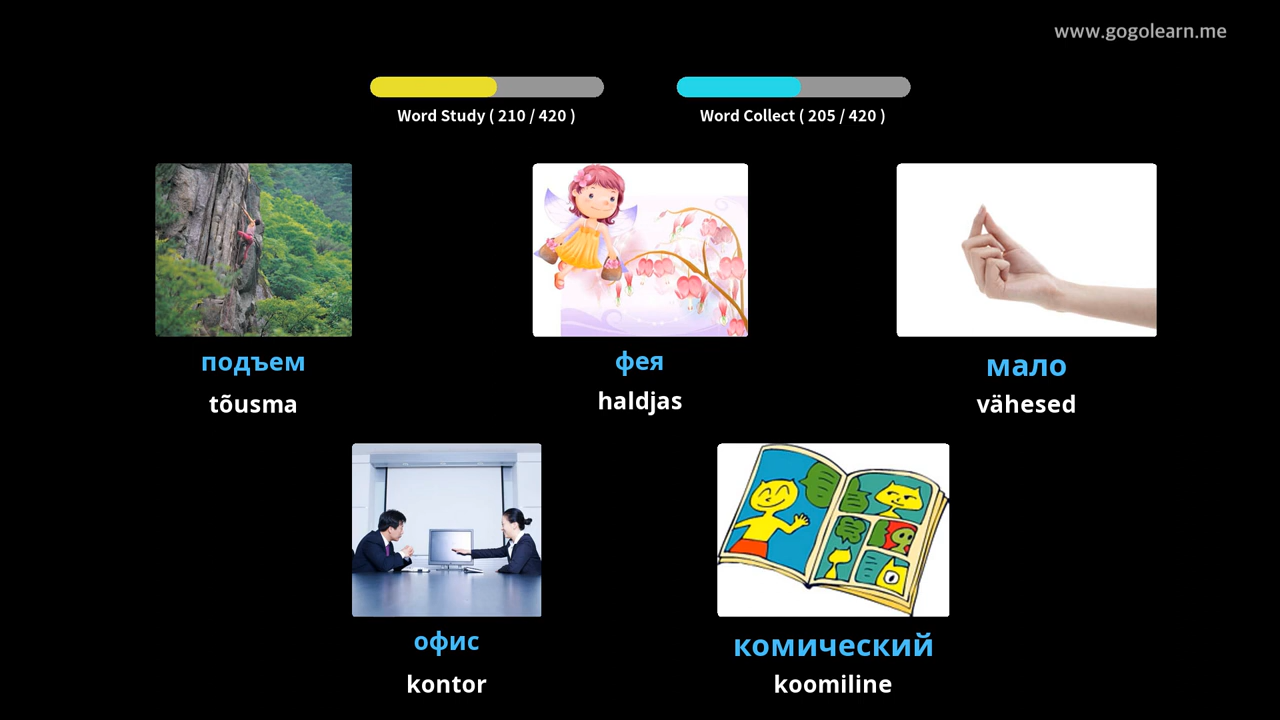 www.gogolearn.me
Word Study ( 210 / 420 )
Word Collect ( 205 / 420 )
подъем
tõusma
фея
haldjas
мало
vähesed
офис
kontor
комический
koomiline